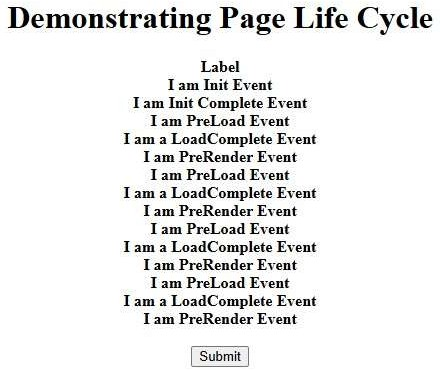 Demonstrating Page Life Cycle
Label
I am Init Event
I am Init Complete Event
I am PreLoad Event
I am a LoadComplete Event
I am PreRender Event
I am PreLoad Event
I am a LoadComplete Event
I am PreRender Event
I am PreLoad Event
I am a LoadComplete Event
I am PreRender Event
I am PreLoad Event
I am a LoadComplete Event
I am PreRender Event
Submit